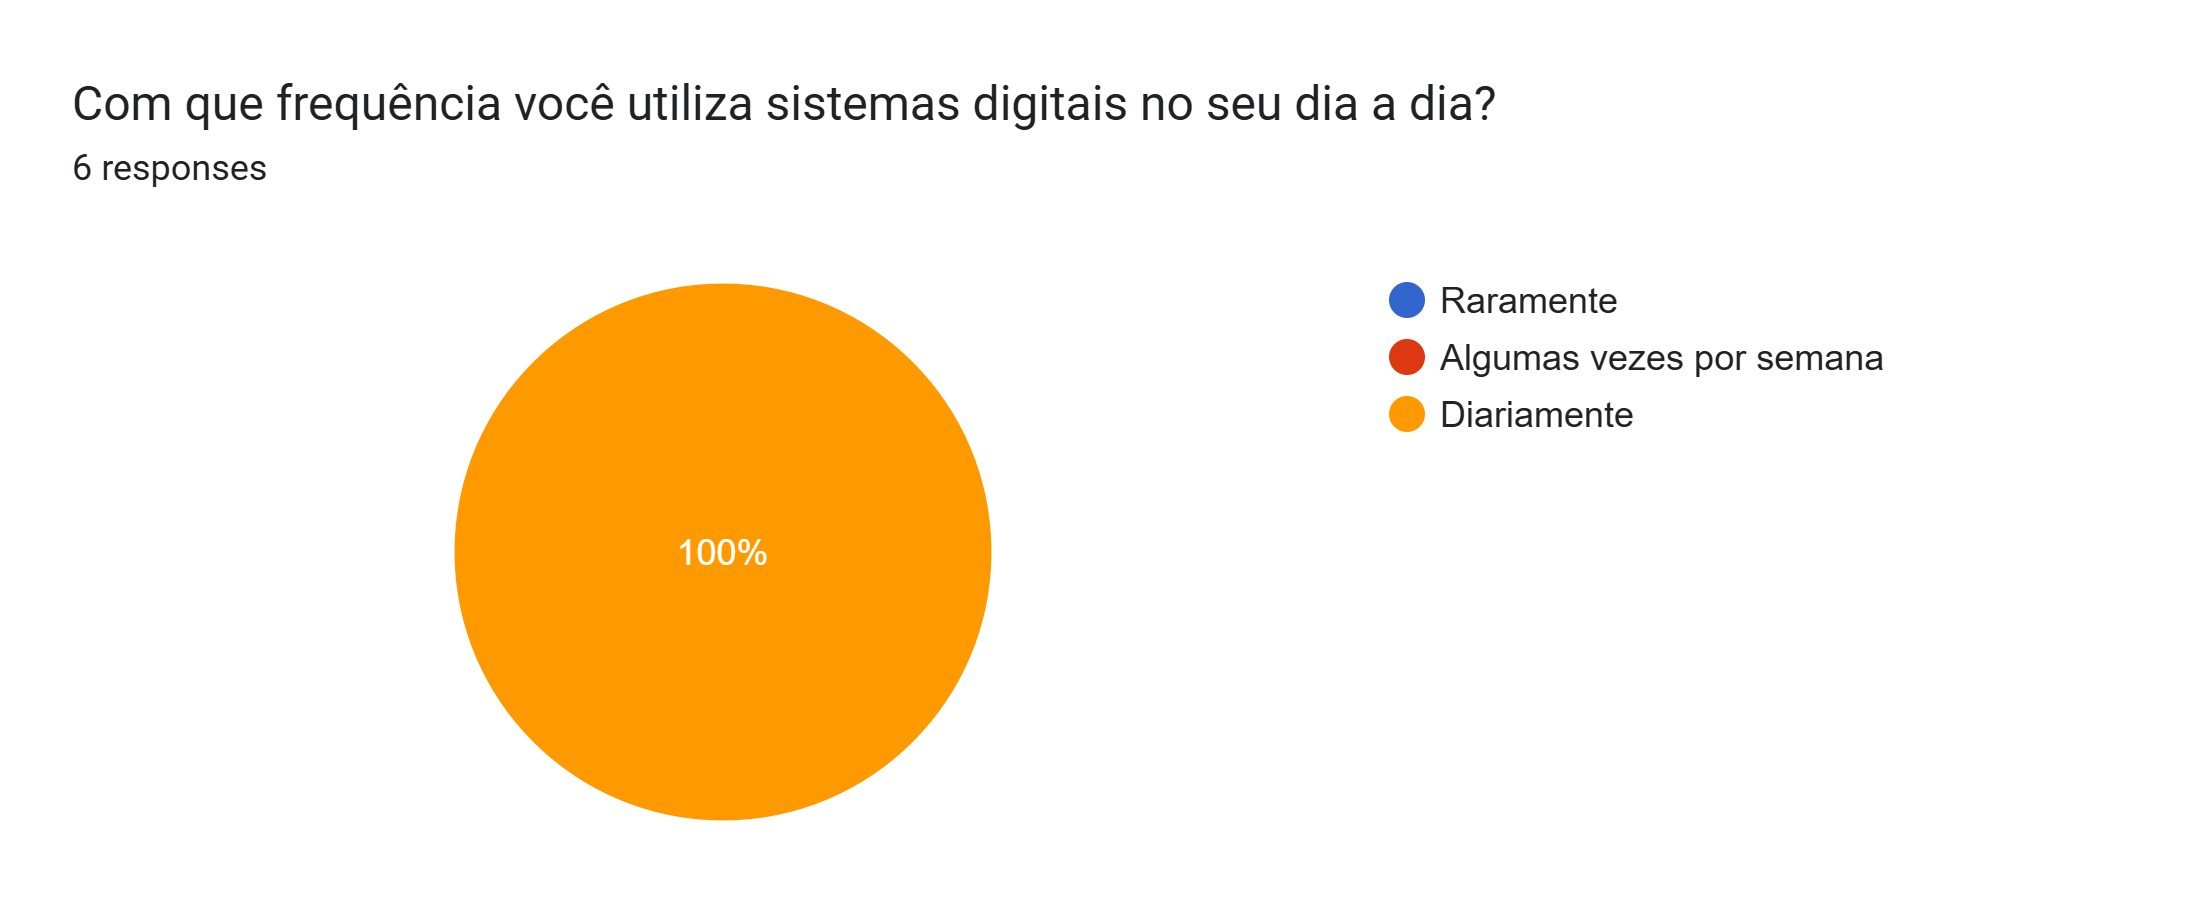 Com que frequência você utiliza sistemas digitais no seu dia a dia?
6 responses
Raramente
Algumas vezes por semana
Diariamente
100%